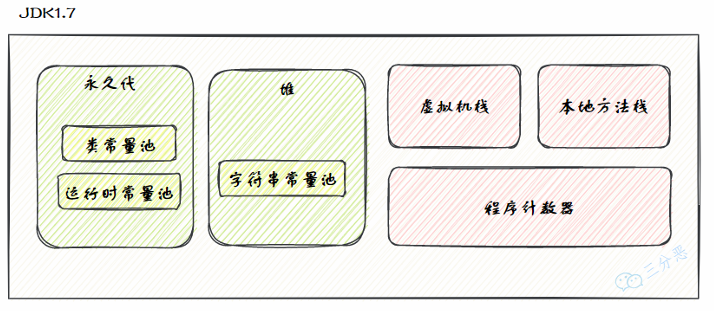 JDK1.7
永久代
类常量池
运行时常量池
堆
字符串常量池
虚拟机栈
本地方法栈
程序计数器
三分恶